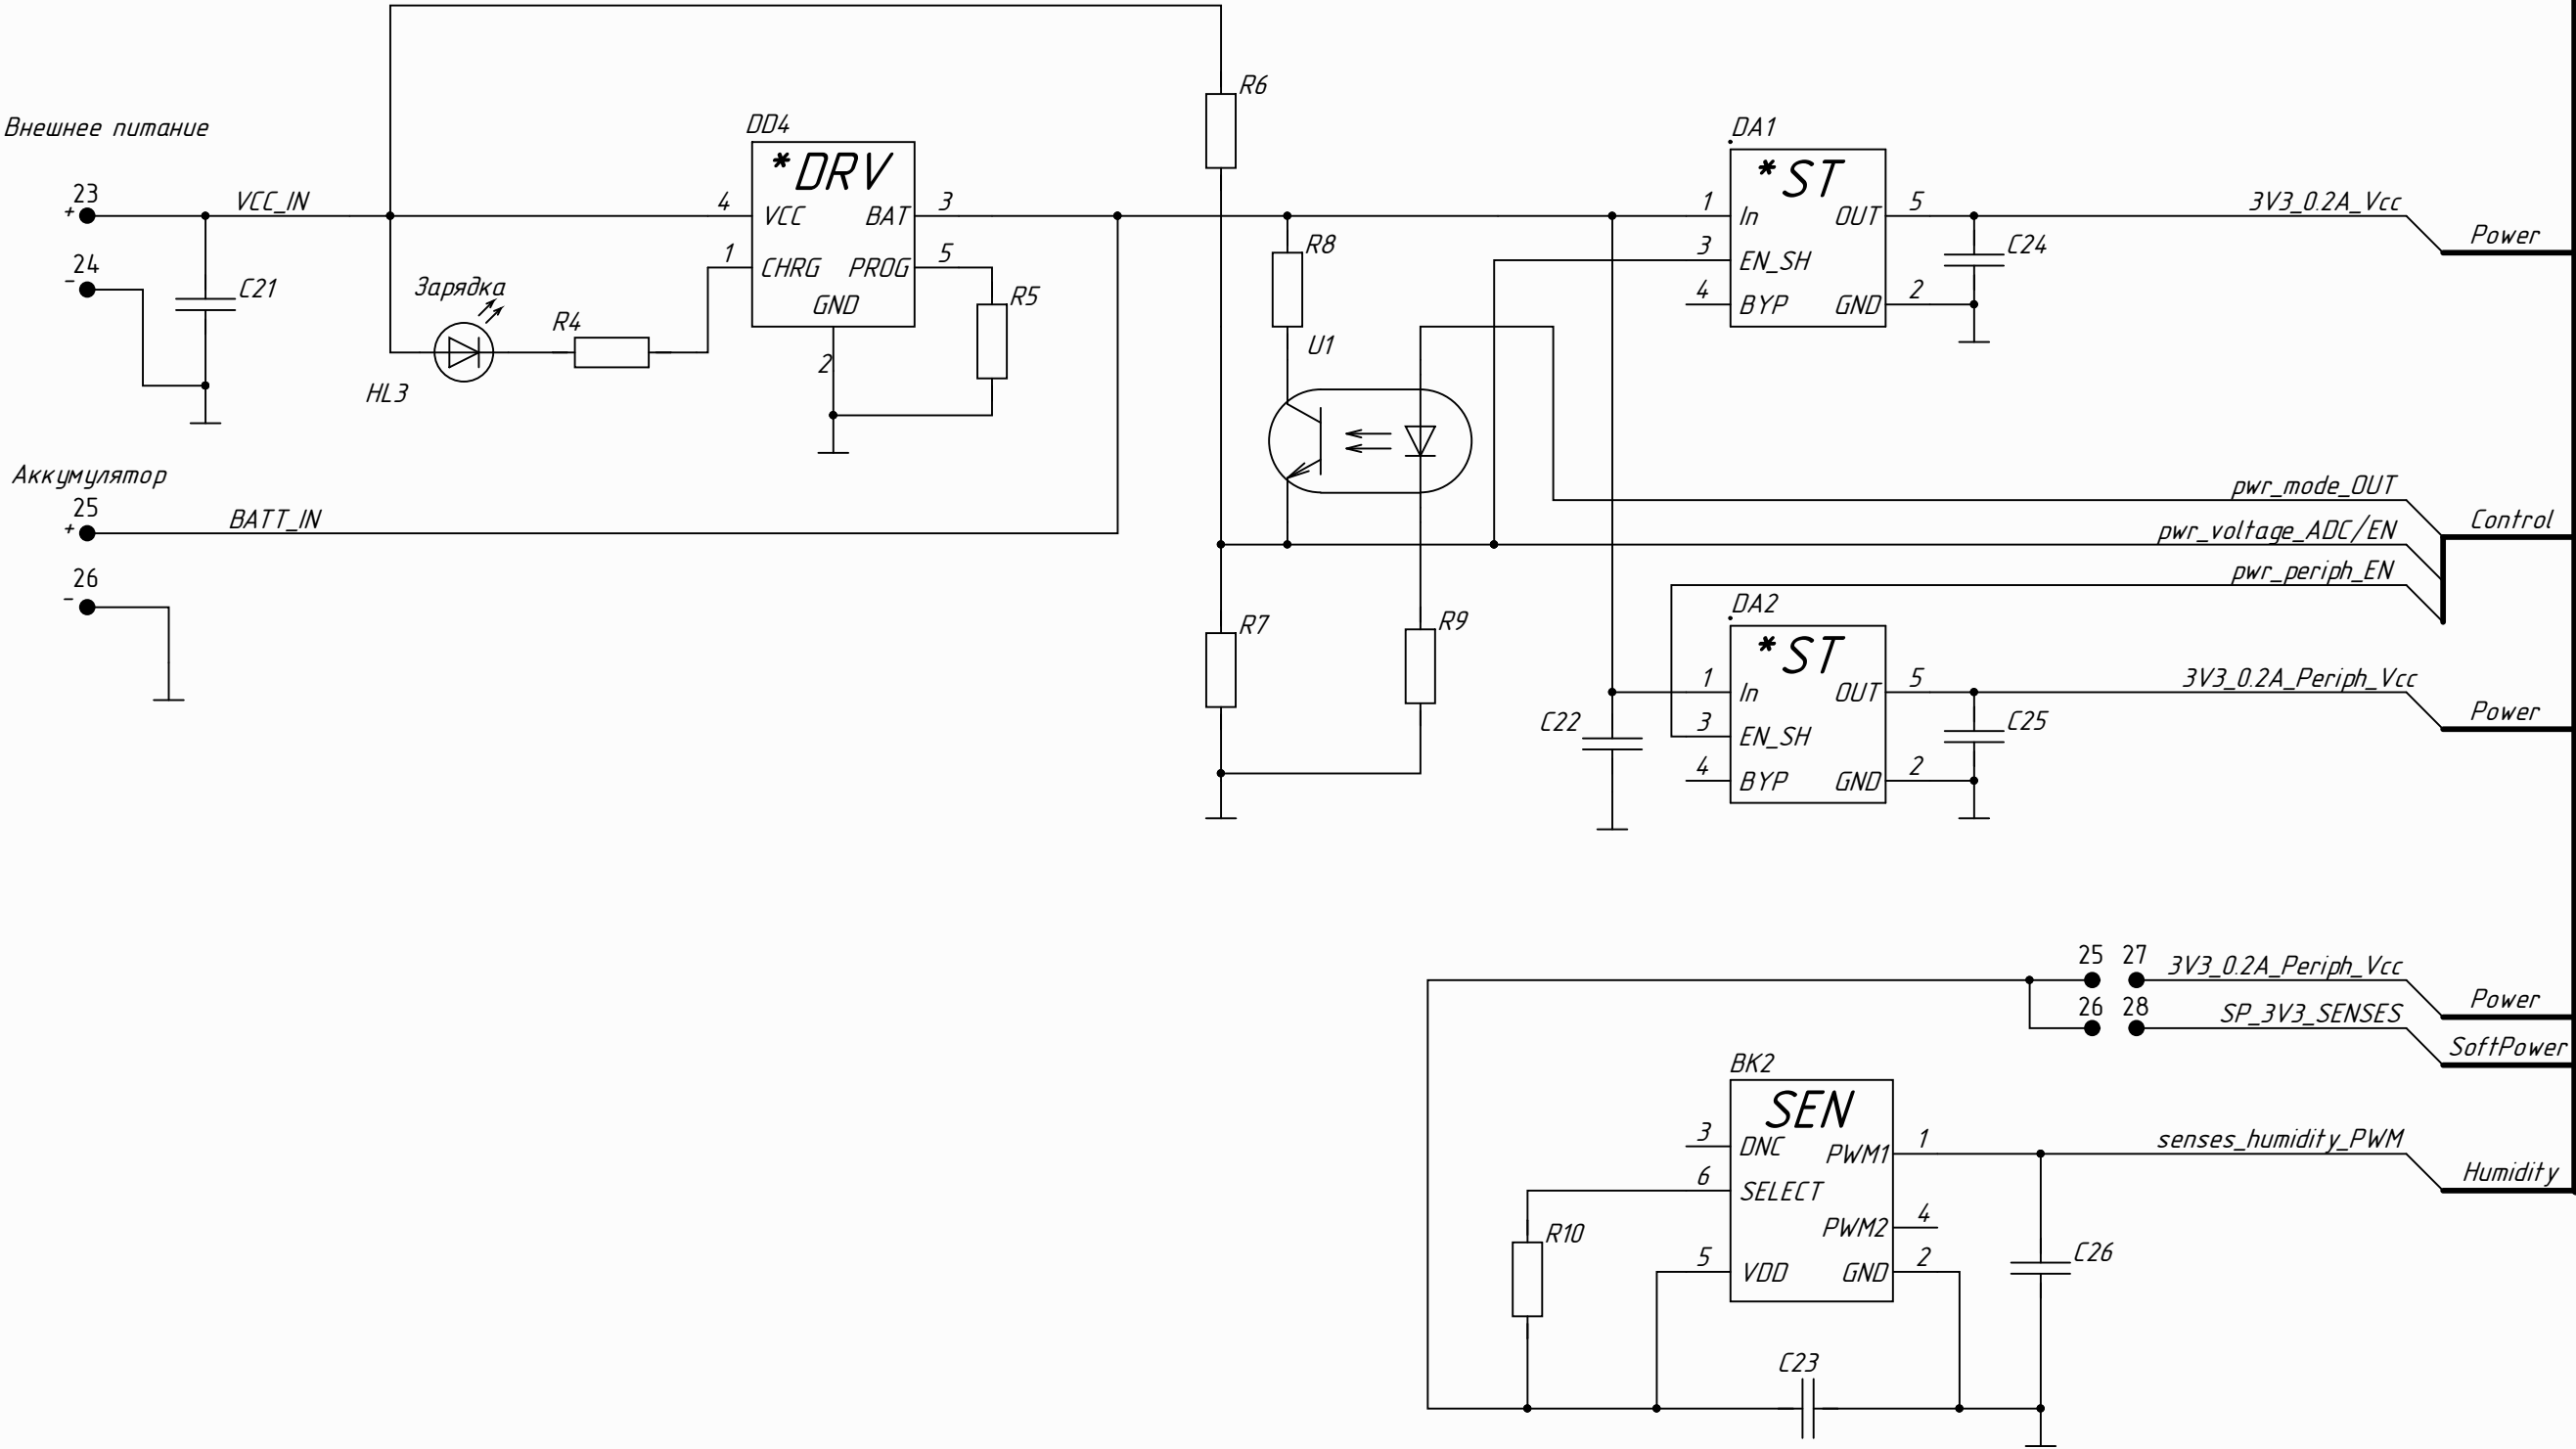 Внешнее питание
23
+
VCC_IN
24
-
C21
Зарядка
HL3
R4
DD4
*DRV
4
VCC
BAT
3
1
CHRG
PROG
5
GND
2
R5
Аккумулятор
25
+
BATT_IN
26
-
R6
R8
U1
R7
R9
DA1
*ST
1
In
OUT
5
3
EN_SH
4
BYP
GND
2
C24
3V3_0.2A_Vcc
Power
pwr_mode_OUT
Control
pwr_voltage_ADC/EN
pwr_periph_EN
DA2
*ST
1
In
OUT
5
3
EN_SH
4
BYP
GND
2
C22
C25
3V3_0.2A_Periph_Vcc
Power
25
27
3V3_0.2A_Periph_Vcc
Power
26
28
SP_3V3_SENSES
SoftPower
BK2
SEN
3
DNC
PWM1
1
senses_humidity_PWM
Humidity
6
SELECT
PWM2
4
R10
5
VDD
GND
2
C26
C23